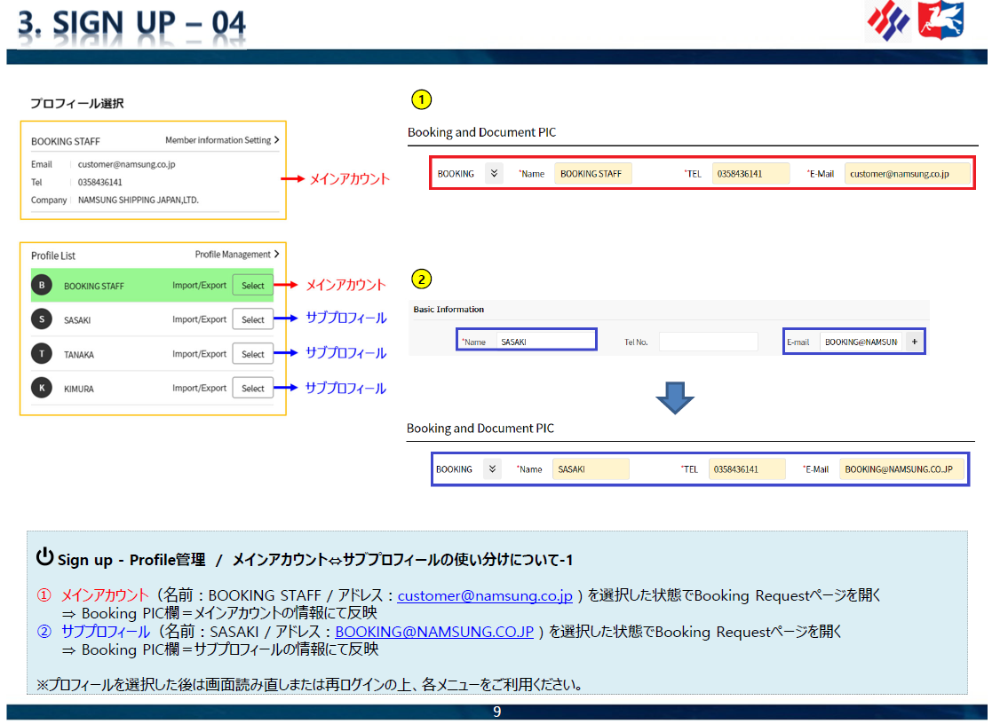 3. SIGN UP – 04
プロフィール選択
BOOKING STAFF Member information Setting
Email customer@namsung.co.jp
Tel 0358436141
Company NAMSUNG SHIPPING JAPAN,LTD.
メインアカウント
Profile List Profile Management
B BOOKING STAFF Import/Export Select メインアカウント
S SASAKI Import/Export Select サブプロフィール
T TANAKA Import/Export Select サブプロフィール
K KIMURA Import/Export Select サブプロフィール
1
Booking and Document PIC
BOOKING *Name BOOKING STAFF *TEL 0358436141 *E-Mail customer@namsung.co.jp
2
Basic Information
*Name SASAKI Tel No. E-mail BOOKING@NAMSUN +
Booking and Document PIC
BOOKING *Name SASAKI *TEL 0358436141 *E-Mail BOOKING@NAMSUNG.CO.JP
Sign up - Profile管理 / メインアカウント⇔サブプロフィールの使い分けについて-1
① メインアカウント（名前：BOOKING STAFF / アドレス：customer@namsung.co.jp ) を選択した状態でBooking Requestページを開く
⇒ Booking PIC欄＝メインアカウントの情報にて反映
② サブプロフィール（名前：SASAKI / アドレス：BOOKING@NAMSUNG.CO.JP ) を選択した状態でBooking Requestページを開く
⇒ Booking PIC欄＝サブプロフィールの情報にて反映
※プロフィールを選択した後は画面読み直しまたは再ログインの上、各メニューをご利用ください。
9